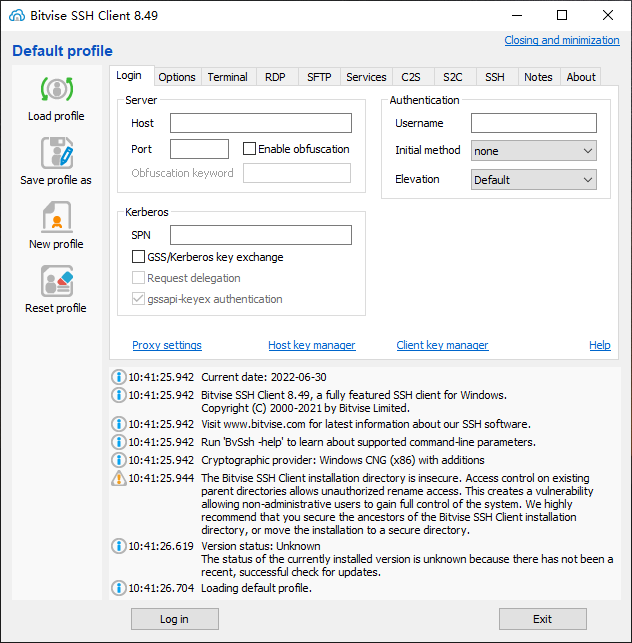 Bitvise SSH Client 8.49
Default profile
Closing and minimization
Load profile
Save profile as
New profile
Reset profile
Login Options Terminal RDP SFTP Services C2S S2C SSH Notes About
Server
Host
Port
Enable obfuscation
Obfuscation keyword
Authentication
Username
Initial method none
Elevation Default
Kerberos
SPN
GSS/Kerberos key exchange
Request delegation
gssapi-keyex authentication
Proxy settings Host key manager Client key manager Help
10:41:25.942 Current date: 2022-06-30
10:41:25.942 Bitvise SSH Client 8.49, a fully featured SSH client for Windows.
Copyright (C) 2000-2021 by Bitvise Limited.
10:41:25.942 Visit www.bitvise.com for latest information about our SSH software.
10:41:25.942 Run 'BvSsh -help' to learn about supported command-line parameters.
10:41:25.942 Cryptographic provider: Windows CNG (x86) with additions
10:41:25.944 The Bitvise SSH Client installation directory is insecure. Access control on existing
parent directories allows unauthorized rename access. This creates a vulnerability
allowing non-administrative users to gain full control of the system. We highly
recommend that you secure the ancestors of the Bitvise SSH Client installation
directory, or move the installation to a secure directory.
10:41:26.619 Version status: Unknown
The status of the currently installed version is unknown because there has not been a
recent, successful check for updates.
10:41:26.704 Loading default profile.
Log in Exit